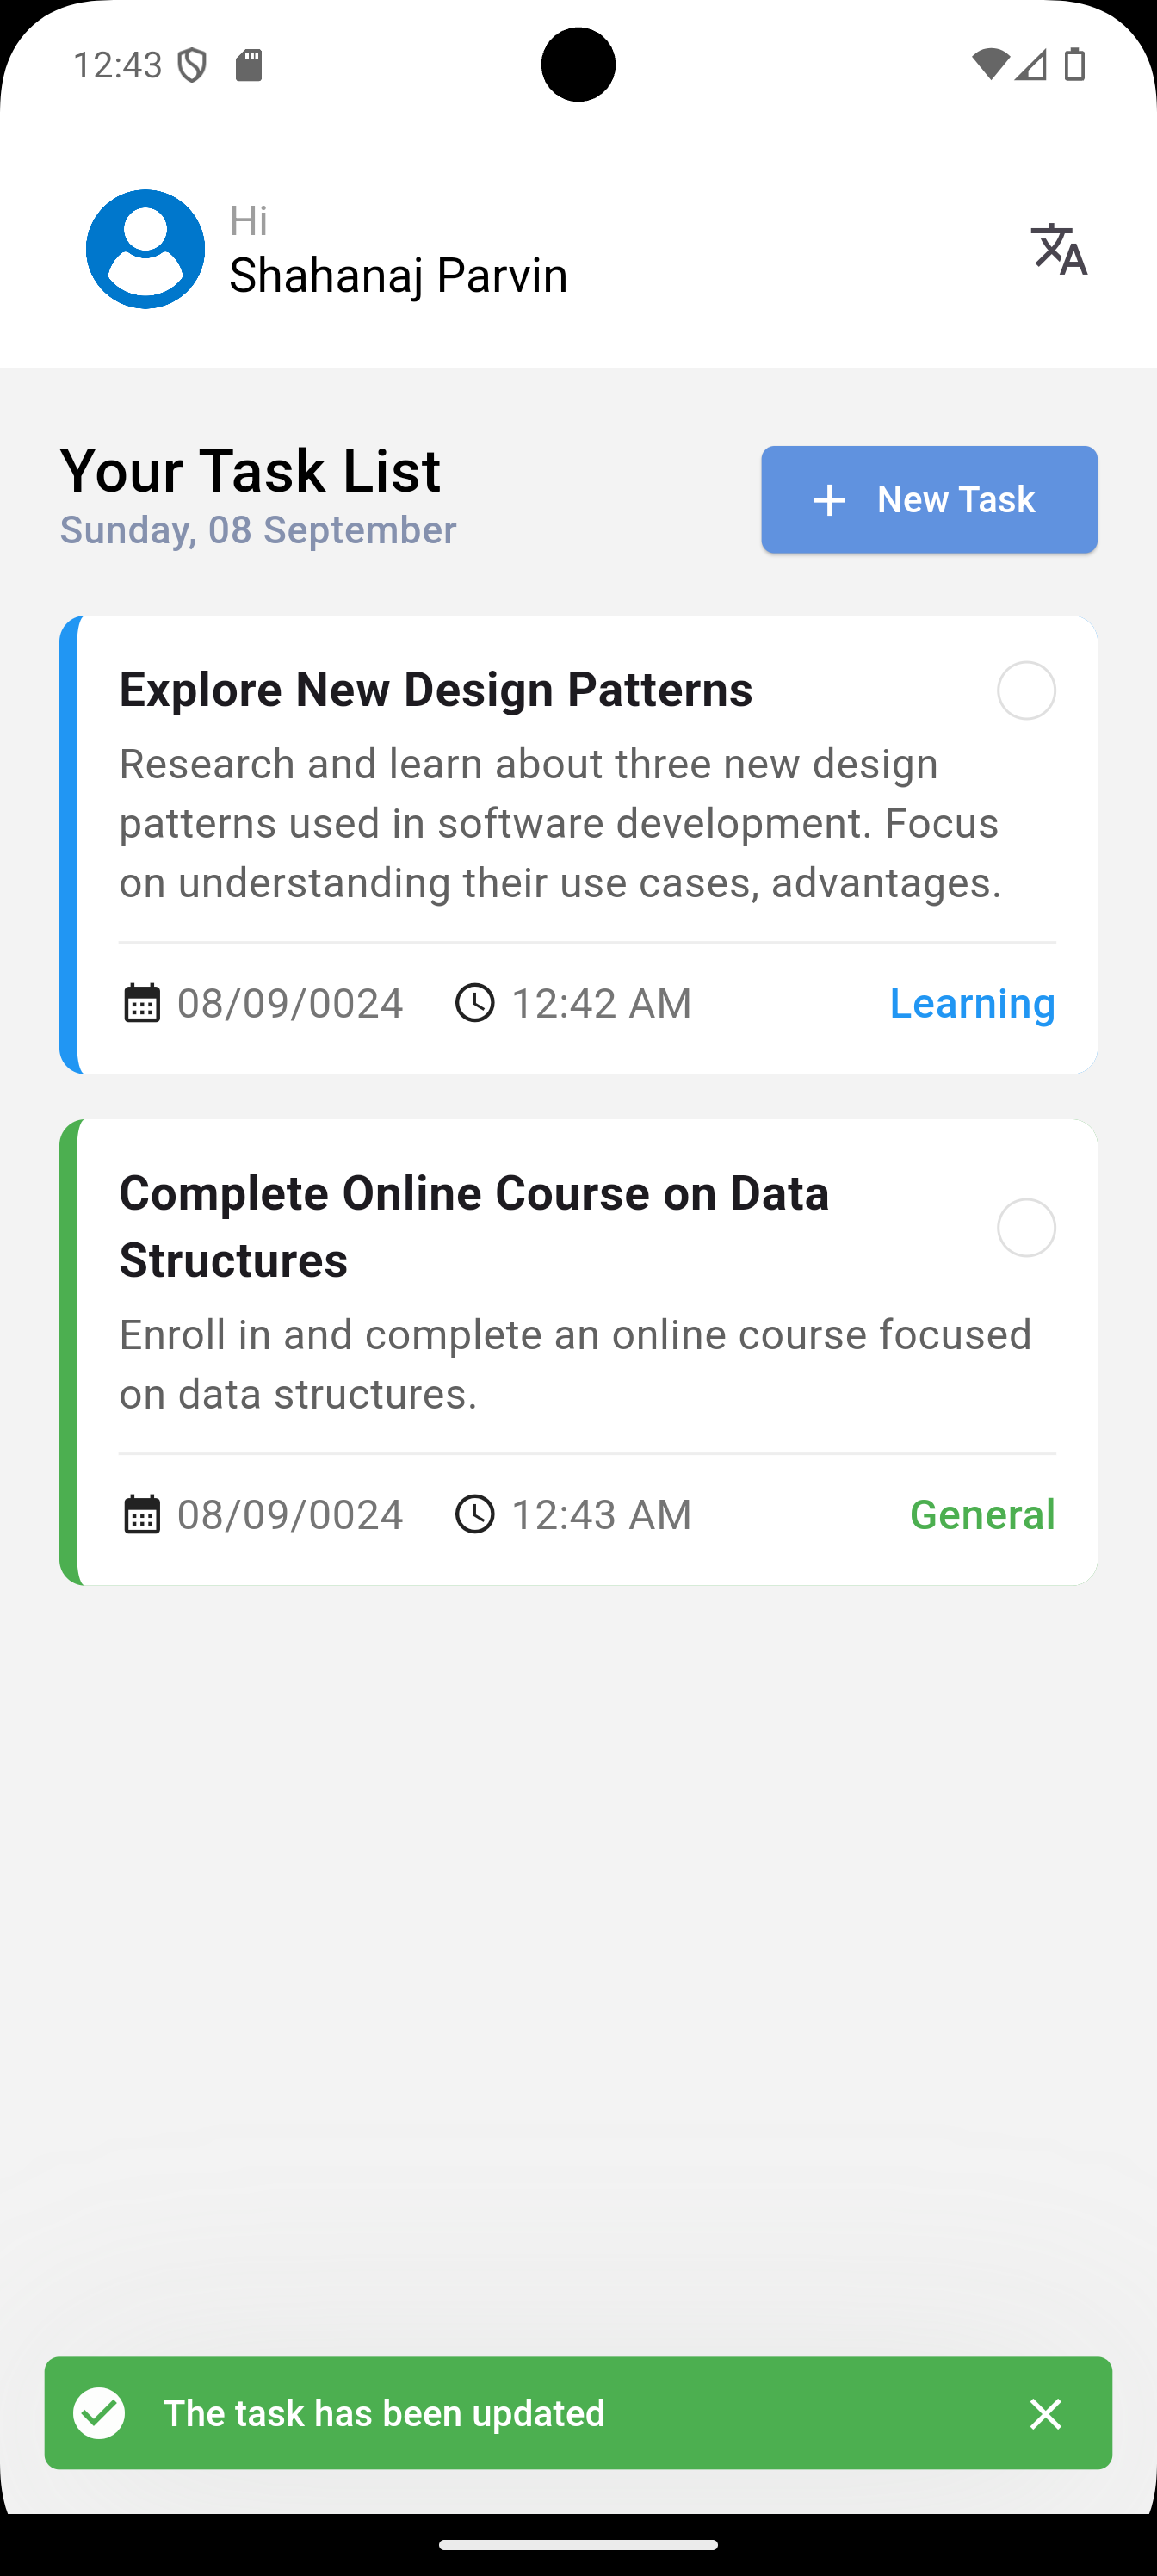 12:43
Hi
Shahanaj Parvin
Your Task List
Sunday, 08 September
New Task
Explore New Design Patterns
Research and learn about three new design
patterns used in software development. Focus
on understanding their use cases, advantages.
08/09/0024 12:42 AM Learning
Complete Online Course on Data
Structures
Enroll in and complete an online course focused
on data structures.
08/09/0024 12:43 AM General
The task has been updated